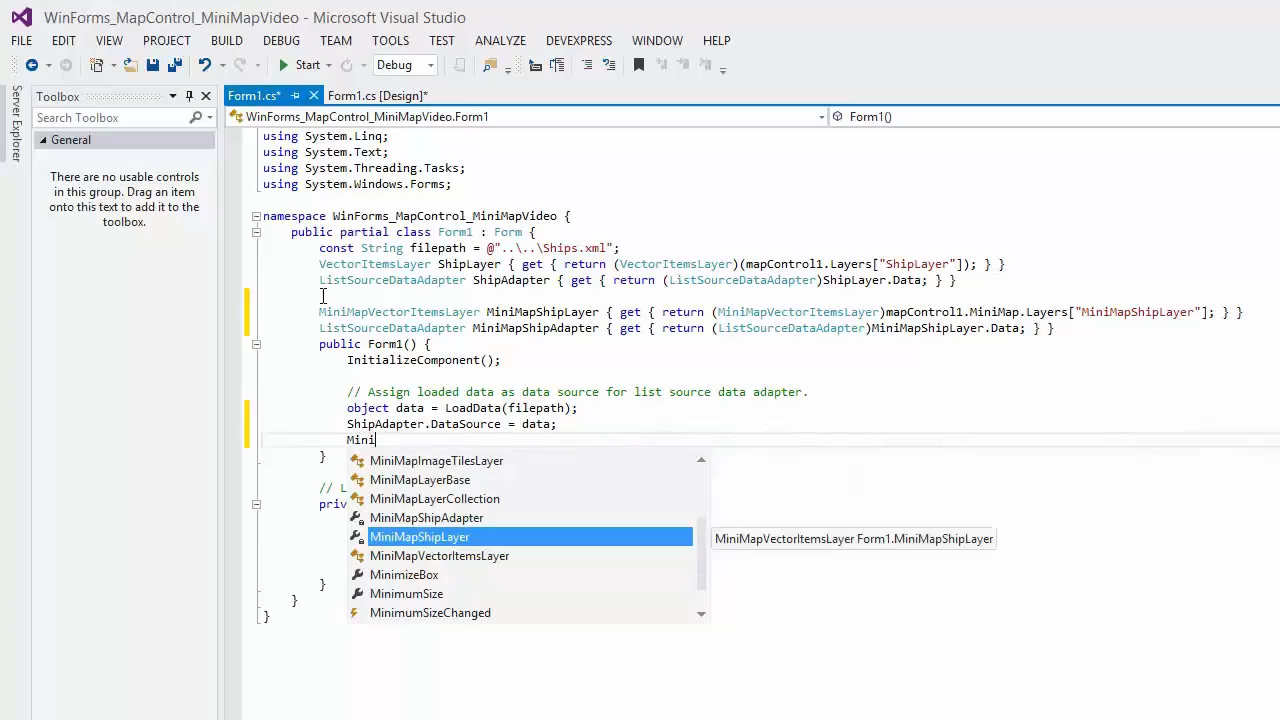 WinForms_MapControl_MiniMapVideo - Microsoft Visual Studio
FILE EDIT VIEW PROJECT BUILD DEBUG TEAM TOOLS TEST ANALYZE DEVEXPRESS WINDOW HELP
Start Debug
Server Explorer
Toolbox
Search Toolbox
General
There are no usable controls
in this group. Drag an item
onto this text to add it to the
toolbox.
Form1.cs* Form1.cs [Design]*
WinForms_MapControl_MiniMapVideo.Form1 Form1()
using System.Linq;
using System.Text;
using System.Threading.Tasks;
using System.Windows.Forms;
namespace WinForms_MapControl_MiniMapVideo {
public partial class Form1 : Form {
const String filepath = @"..\..\Ships.xml";
VectorItemsLayer ShipLayer { get { return (VectorItemsLayer)(mapControl1.Layers["ShipLayer"]); } }
ListSourceDataAdapter ShipAdapter { get { return (ListSourceDataAdapter)ShipLayer.Data; } }
MiniMapVectorItemsLayer MiniMapShipLayer { get { return (MiniMapVectorItemsLayer)mapControl1.MiniMap.Layers["MiniMapShipLayer"]; } }
ListSourceDataAdapter MiniMapShipAdapter { get { return (ListSourceDataAdapter)MiniMapShipLayer.Data; } }
public Form1() {
InitializeComponent();
// Assign loaded data as data source for list source data adapter.
object data = LoadData(filepath);
ShipAdapter.DataSource = data;
Mini
}
// L
priv
}
}
}
MiniMapImageTilesLayer
MiniMapLayerBase
MiniMapLayerCollection
MiniMapShipAdapter
MiniMapShipLayer
MiniMapVectorItemsLayer
MinimizeBox
MinimumSize
MinimumSizeChanged
MiniMapVectorItemsLayer Form1.MiniMapShipLayer